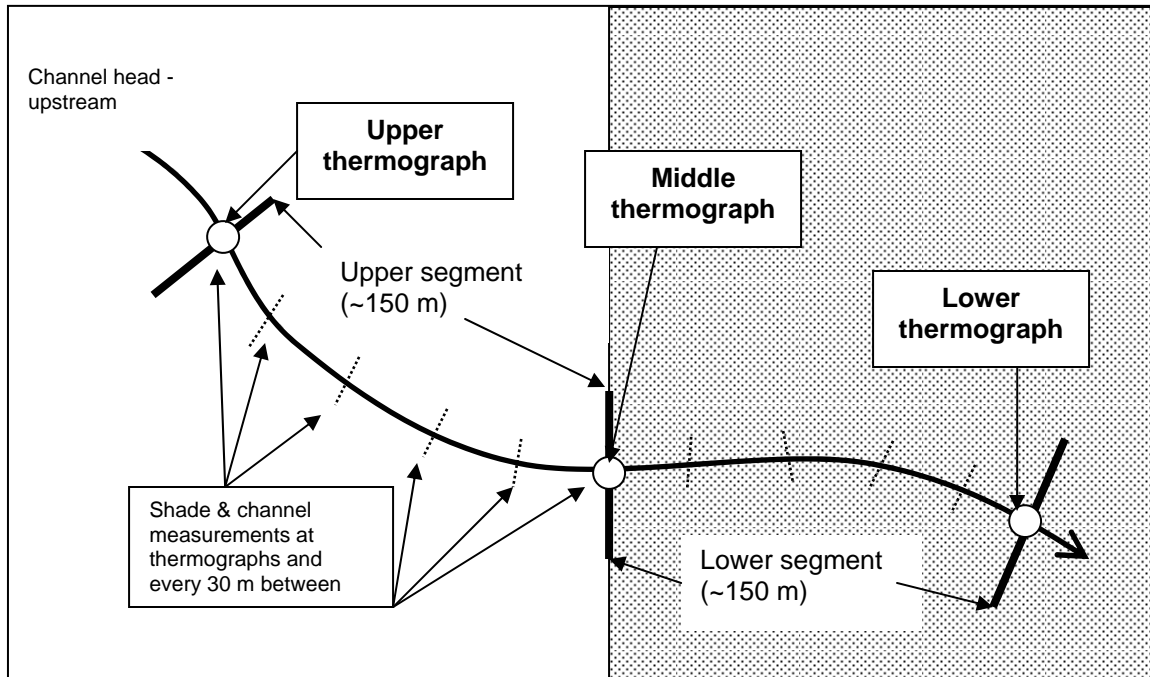 Channel head -
upstream
Upper
thermograph
Middle
thermograph
Upper segment
(~150 m)
Lower
thermograph
Shade & channel
measurements at
thermographs and
every 30 m between
Lower segment
(~150 m)